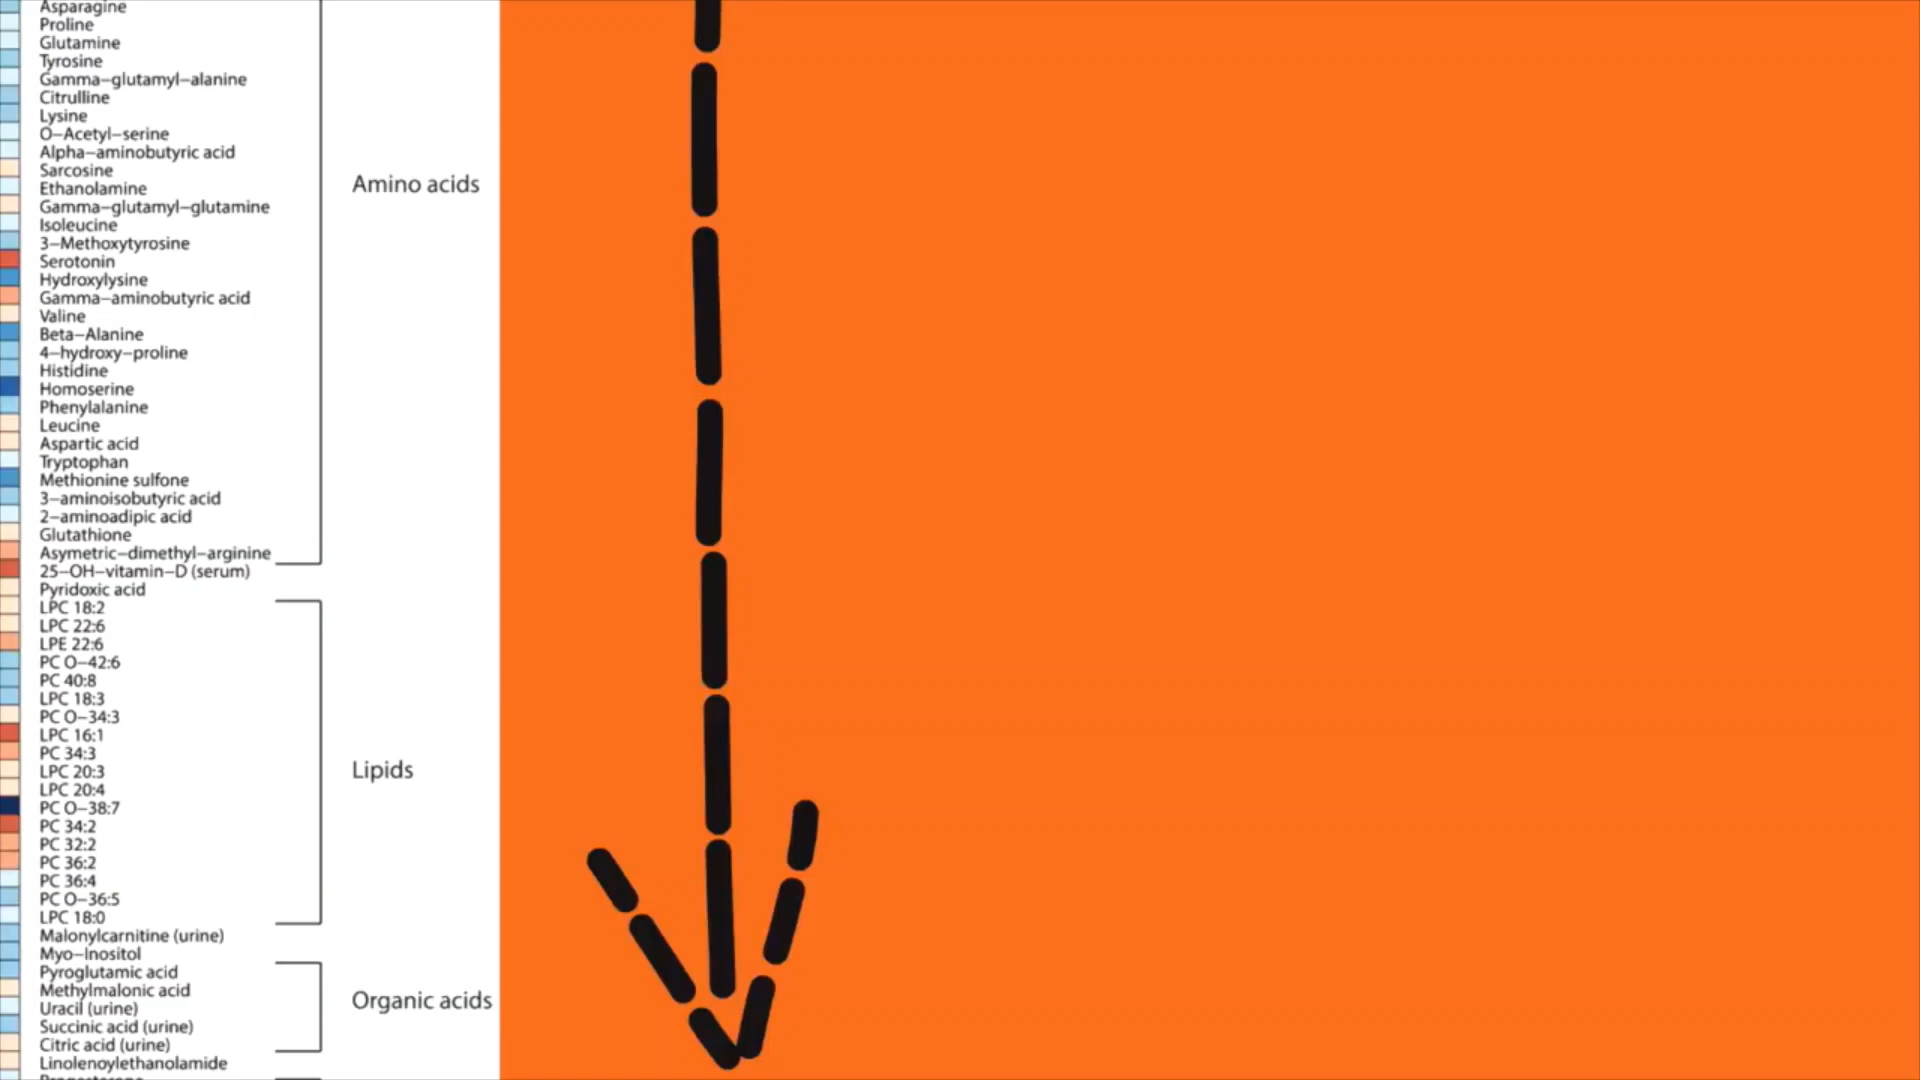 Asparagine
Proline
Glutamine
Tyrosine
Gamma−glutamyl−alanine
Citrulline
Lysine
O−Acetyl−serine
Alpha−aminobutyric acid
Sarcosine
Amino acids
Ethanolamine
Gamma−glutamyl−glutamine
Isoleucine
3−Methoxytyrosine
Serotonin
Hydroxylysine
Gamma−aminobutyric acid
Valine
Beta−Alanine
4−hydroxy−proline
Histidine
Homoserine
Phenylalanine
Leucine
Aspartic acid
Tryptophan
Methionine sulfone
3−aminoisobutyric acid
2−aminoadipic acid
Glutathione
Asymetric−dimethyl−arginine
25−OH−vitamin−D (serum)
Pyridoxic acid
LPC 18:2
LPC 22:6
LPE 22:6
PC O−42:6
PC 40:8
LPC 18:3
PC O−34:3
LPC 16:1
PC 34:3
LPC 20:3
Lipids
LPC 20:4
PC O−38:7
PC 34:2
PC 32:2
PC 36:2
PC 36:4
PC O−36:5
LPC 18:0
Malonylcarnitine (urine)
Myo−Inositol
Pyroglutamic acid
Methylmalonic acid
Organic acids
Uracil (urine)
Succinic acid (urine)
Citric acid (urine)
Linolenoylethanolamide